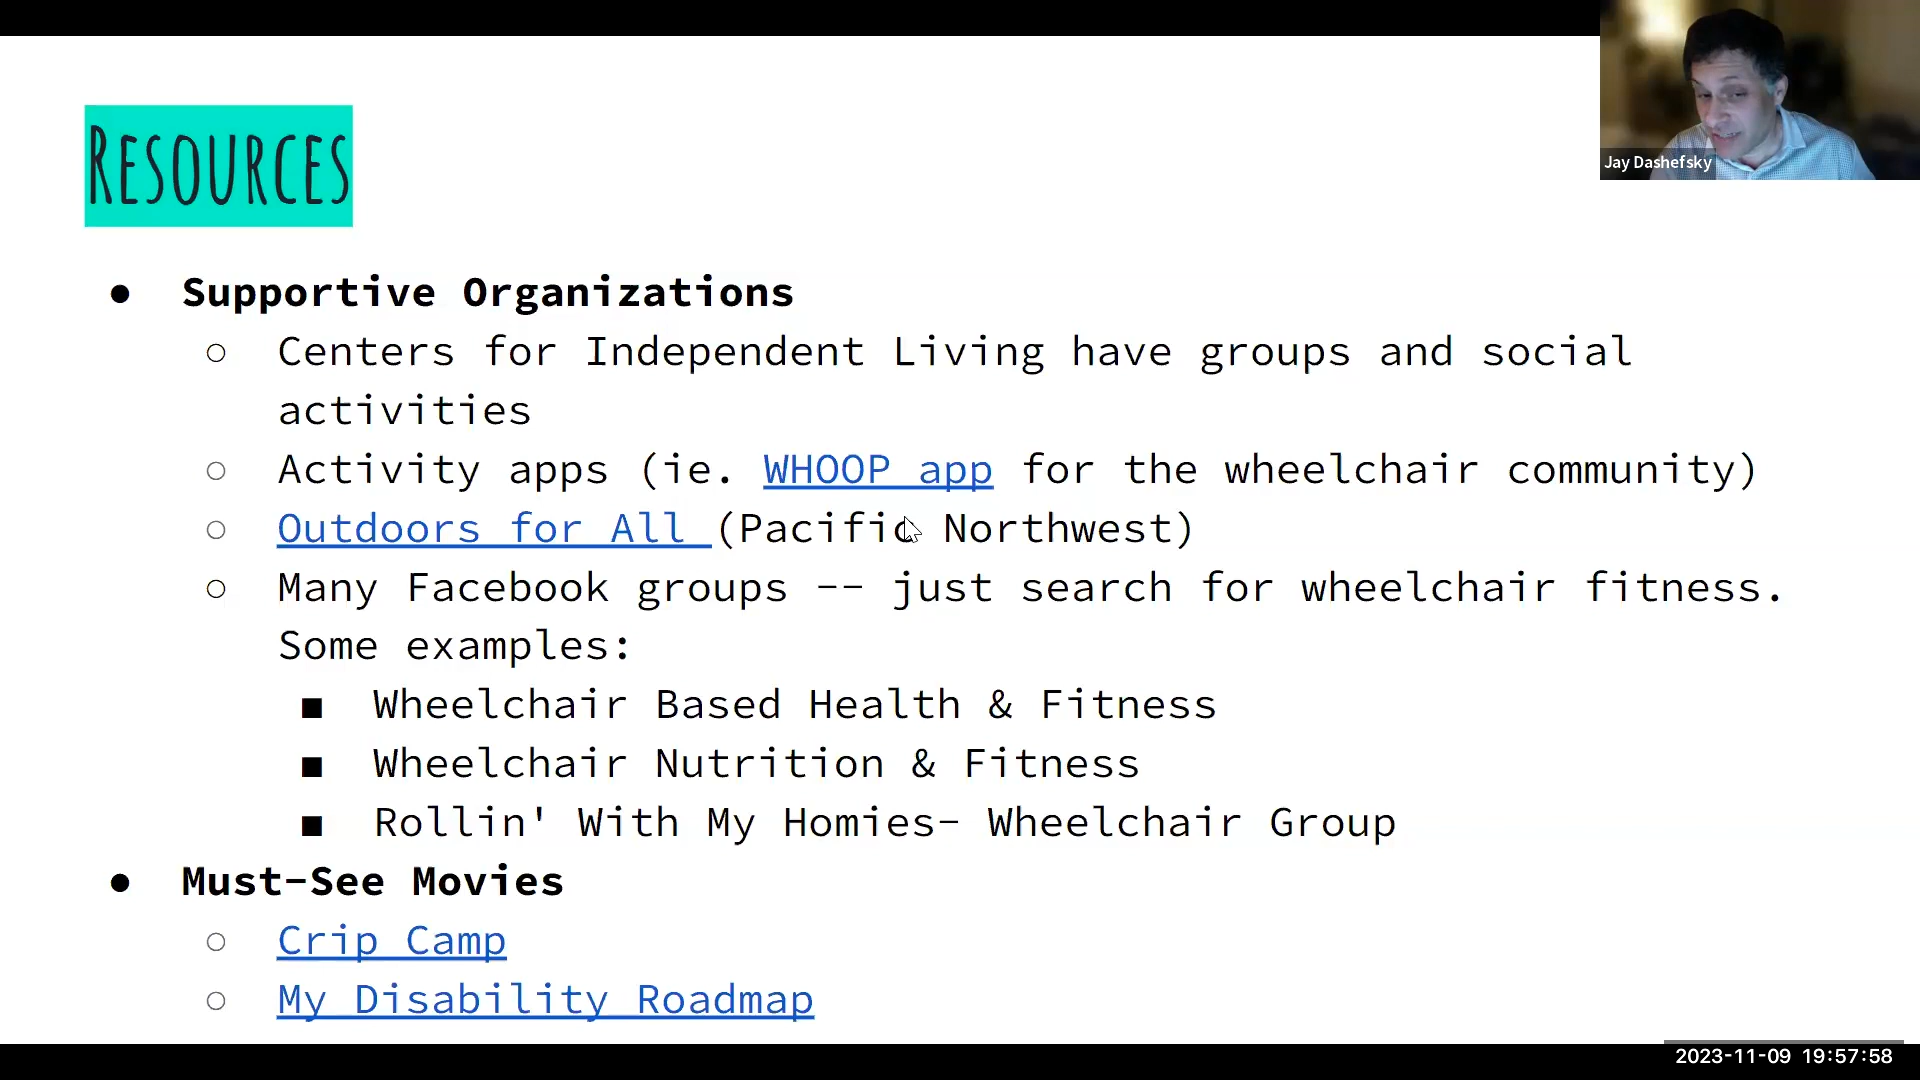 Resources
Jay Dashefsky
● Supportive Organizations
○ Centers for Independent Living have groups and social
activities
○ Activity apps (ie. WHOOP app for the wheelchair community)
○ Outdoors for All (Pacific Northwest)
○ Many Facebook groups -- just search for wheelchair fitness.
Some examples:
■ Wheelchair Based Health & Fitness
■ Wheelchair Nutrition & Fitness
■ Rollin' With My Homies- Wheelchair Group
● Must-See Movies
○ Crip Camp
○ My Disability Roadmap
2023-11-09 19:57:58